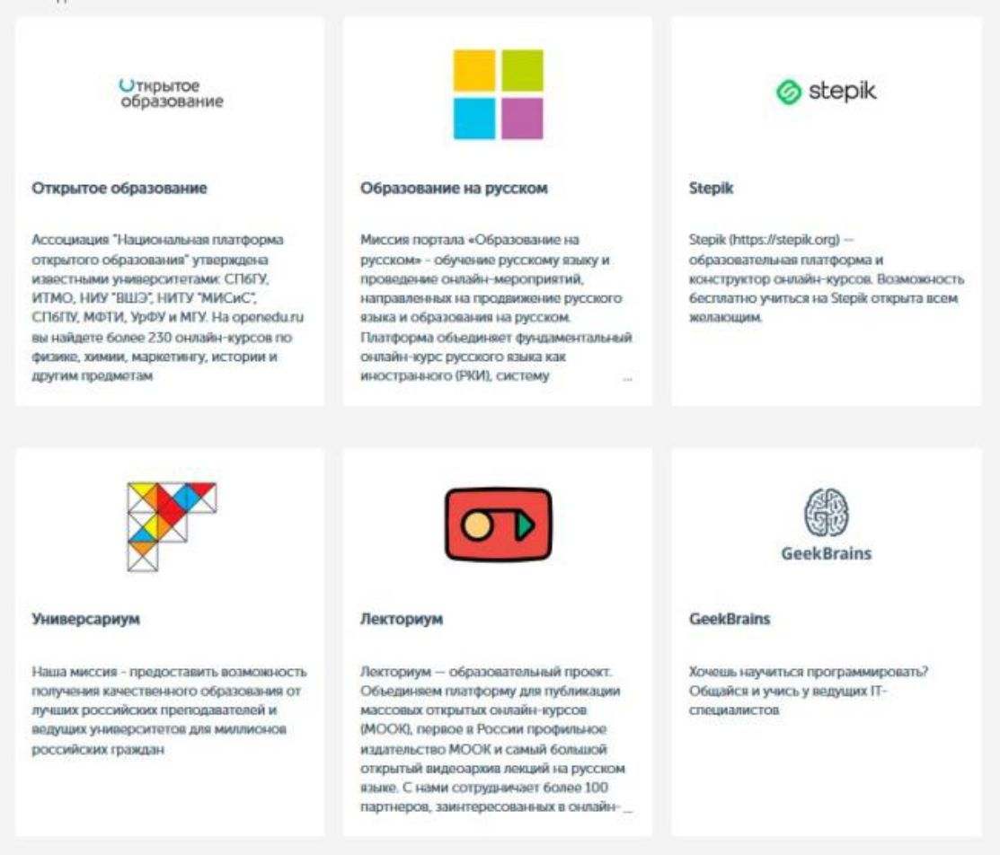 Открытое
образование
stepik
Открытое образование
Образование на русском
Stepik
Ассоциация "Национальная платформа
открытого образования" утверждена
известными университетами: СПбГУ,
ИТМО, НИУ "ВШЭ", НИТУ "МИСиС",
СПбПУ, МФТИ, УрФУ и МГУ. На openedu.ru
вы найдете более 230 онлайн-курсов по
физике, химии, маркетингу, истории и
другим предметам
Миссия портала «Образование на
русском» - обучение русскому языку и
проведение онлайн-мероприятий,
направленных на продвижение русского
языка и образования на русском.
Платформа объединяет фундаментальный
онлайн-курс русского языка как
иностранного (РКИ), систему ...
Stepik (https://stepik.org) —
образовательная платформа и
конструктор онлайн-курсов. Возможность
бесплатно учиться на Stepik открыта всем
желающим.
GeekBrains
Универсариум
Лекториум
GeekBrains
Наша миссия - предоставить возможность
получения качественного образования от
лучших российских преподавателей и
ведущих университетов для миллионов
российских граждан
Лекториум — образовательный проект.
Объединяем платформу для публикации
массовых открытых онлайн-курсов
(МООК), первое в России профильное
издательство МООК и самый большой
открытый видеоархив лекций на русском
языке. С нами сотрудничает более 100
партнеров, заинтересованных в онлайн- ...
Хочешь научиться программировать?
Общайся и учись у ведущих IT-
специалистов